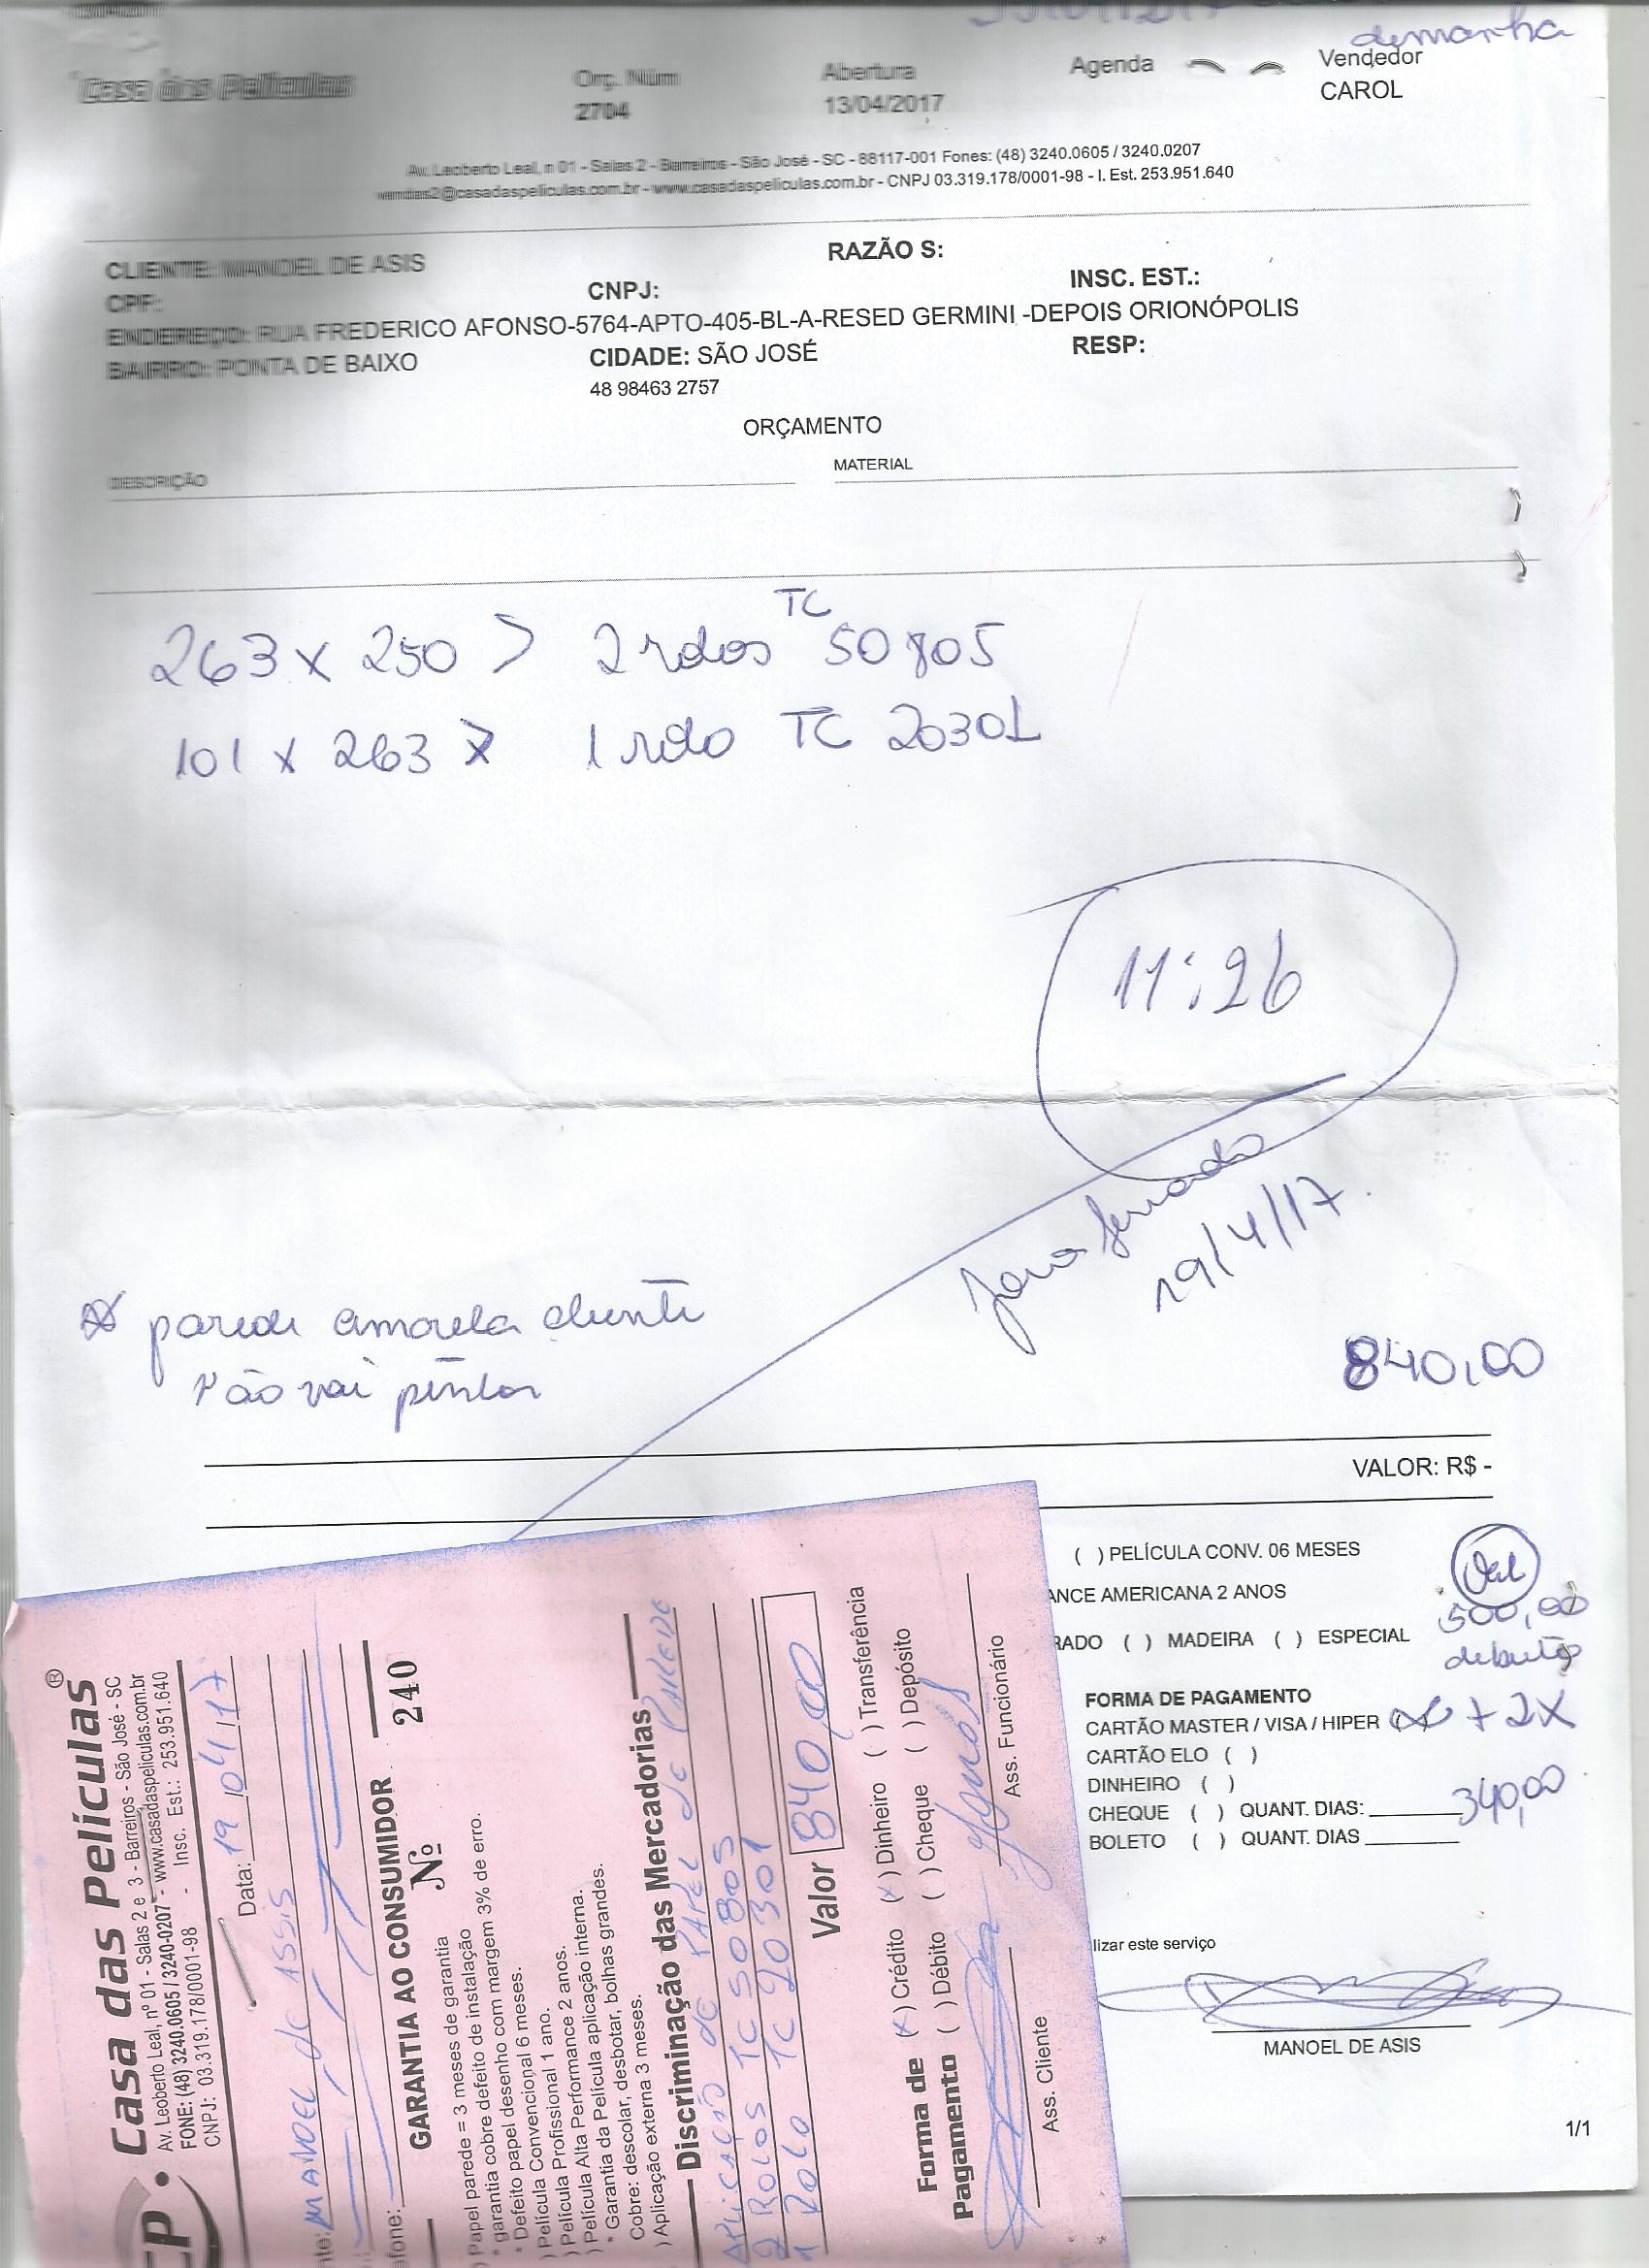 demanha
Casa das Películas
Orç. Núm
2704
Abertura
13/04/2017
Agenda
Vendedor
CAROL
Av. Leoberto Leal, n 01 - Salas 2 - Barreiros - São José - SC - 88117-001 Fones: (48) 3240.0605 / 3240.0207
vendas2@casadaspeliculas.com.br - www.casadaspeliculas.com.br - CNPJ 03.319.178/0001-98 - I. Est. 253.951.640
CLIENTE: MANOEL DE ASIS
RAZÃO S:
CPF:
CNPJ:
INSC. EST.:
ENDEREÇO: RUA FREDERICO AFONSO-5764-APTO-405-BL-A-RESED GERMINI -DEPOIS ORIONÓPOLIS
BAIRRO: PONTA DE BAIXO
CIDADE: SÃO JOSÉ
RESP:
48 98463 2757
ORÇAMENTO
DESCRIÇÃO
MATERIAL
263 x 250 > 2 rolos TC 50805
101 x 263 > 1 rolo TC 20301
11:26
19/4/17.
parede amarela cliente
não vai pintar
840,00
VALOR: R$ -
( ) PELÍCULA CONV. 06 MESES
ANCE AMERICANA 2 ANOS
RADO ( ) MADEIRA ( ) ESPECIAL
500,00
debito
FORMA DE PAGAMENTO
CARTÃO MASTER / VISA / HIPER + 2X
CARTÃO ELO ( )
DINHEIRO ( )
CHEQUE ( ) QUANT. DIAS:
340,00
BOLETO ( ) QUANT. DIAS
lizar este serviço
MANOEL DE ASIS
1/1
CP. Casa das Películas®
Av. Leoberto Leal, nº 01 - Salas 2 e 3 - Barreiros - São José - SC
FONE: (48) 3240.0605 / 3240-0207 - www.casadaspeliculas.com.br
CNPJ: 03.319.178/0001-98 - Insc. Est.: 253.951.640
Data: 19/04/17
nte: MANOEL de ASSIS
efone:
GARANTIA AO CONSUMIDOR
Nº 240
) Papel parede = 3 meses de garantia
* garantia cobre defeito de instalação
* Defeito papel desenho com margem 3% de erro.
) Película Convencional 6 meses.
) Película Profissional 1 ano.
) Película Alta Performance 2 anos.
* Garantia da Película aplicação interna.
Cobre: descolar, desbotar, bolhas grandes.
) Aplicação externa 3 meses.
Discriminação das Mercadorias
APLICAÇÃO de PAPEL de PAREDE
2 ROLOS TC 50805
1 ROLO TC 20301
Valor 840,00
Forma de Pagamento
(x) Crédito (x) Dinheiro ( ) Transferência
( ) Débito ( ) Cheque ( ) Depósito
Ass. Cliente
Ass. Funcionário